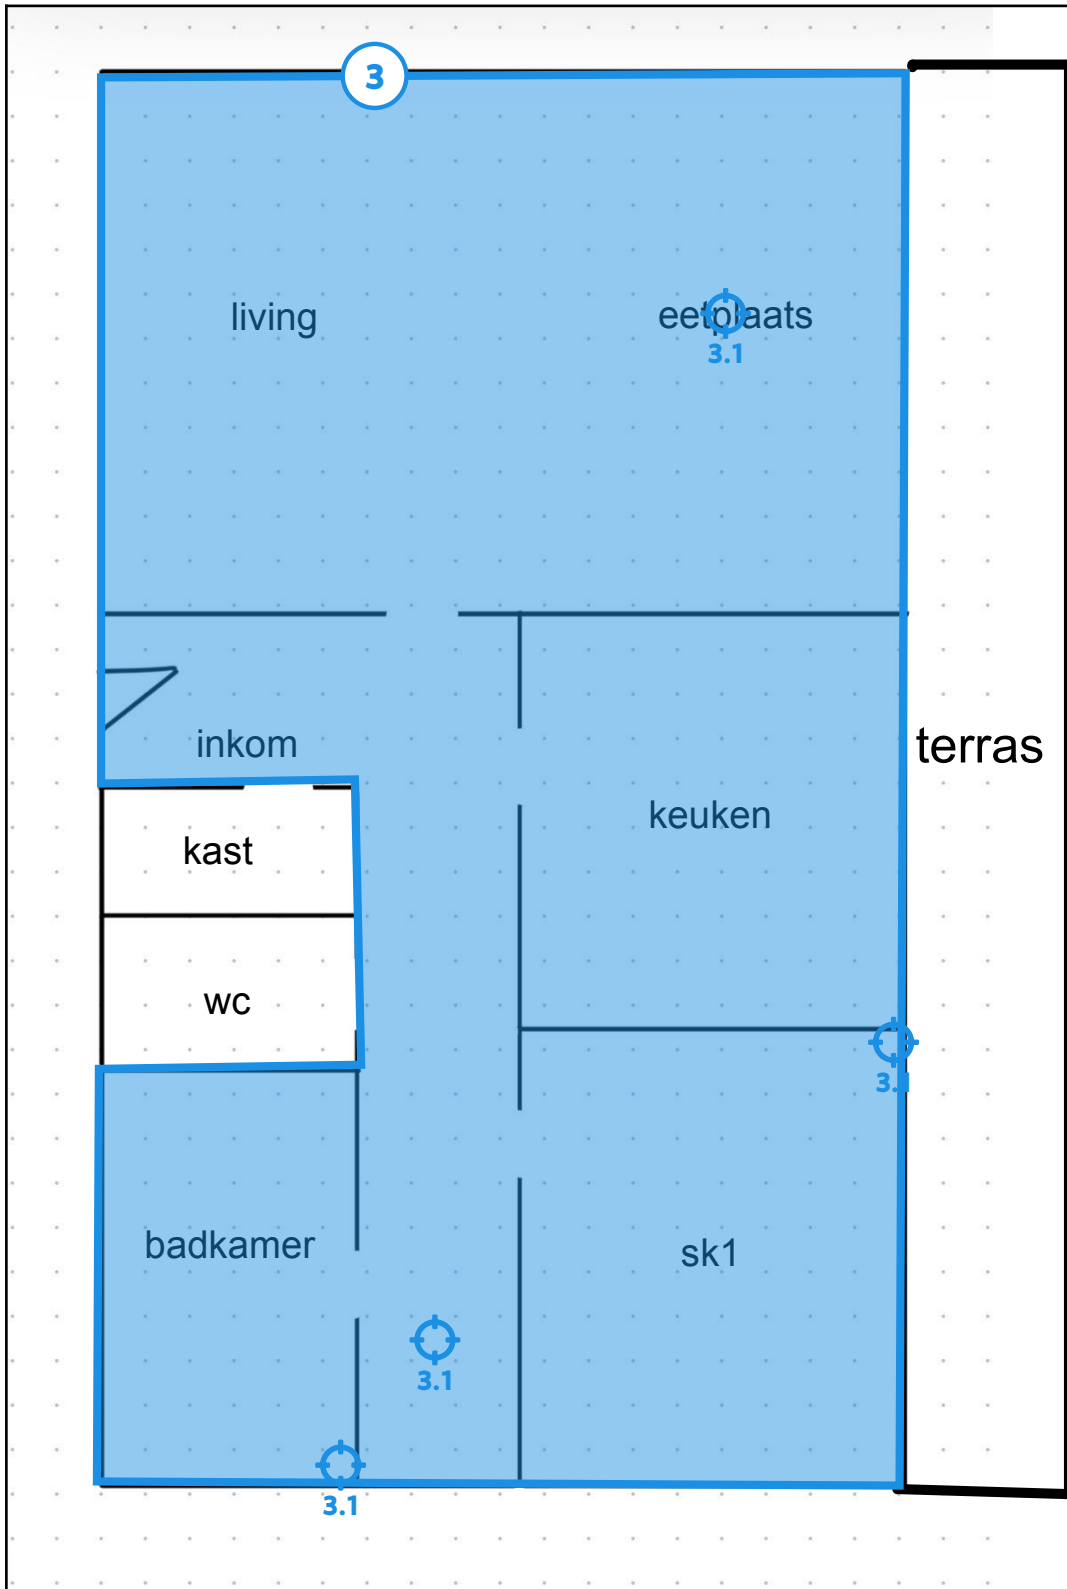 3
living
eetplaats
3.1
inkom
terras
keuken
kast
wc
3.1
badkamer
sk1
3.1
3.1